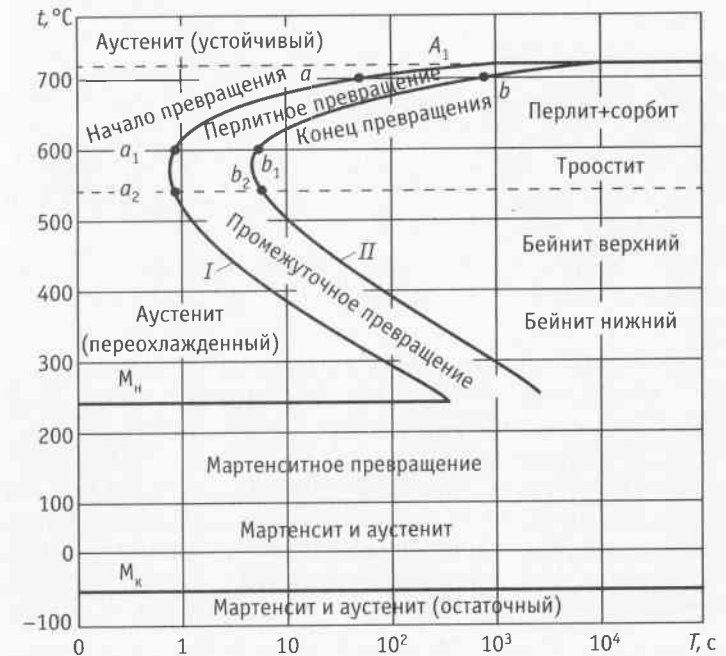 t,°C
Аустенит (устойчивый)
A₁
700
Начало превращения
a
Перлитное превращение
Конец превращения
b
Перлит+сорбит
a₁
600
b₁
Троостит
a₂
b₂
500
Промежуточное превращение
I
II
Бейнит верхний
400
Аустенит
(переохлажденный)
Бейнит нижний
300
Мн
200
Мартенситное превращение
100
Мартенсит и аустенит
0
Мк
Мартенсит и аустенит (остаточный)
–100
0
1
10
10²
10³
10⁴
T, с